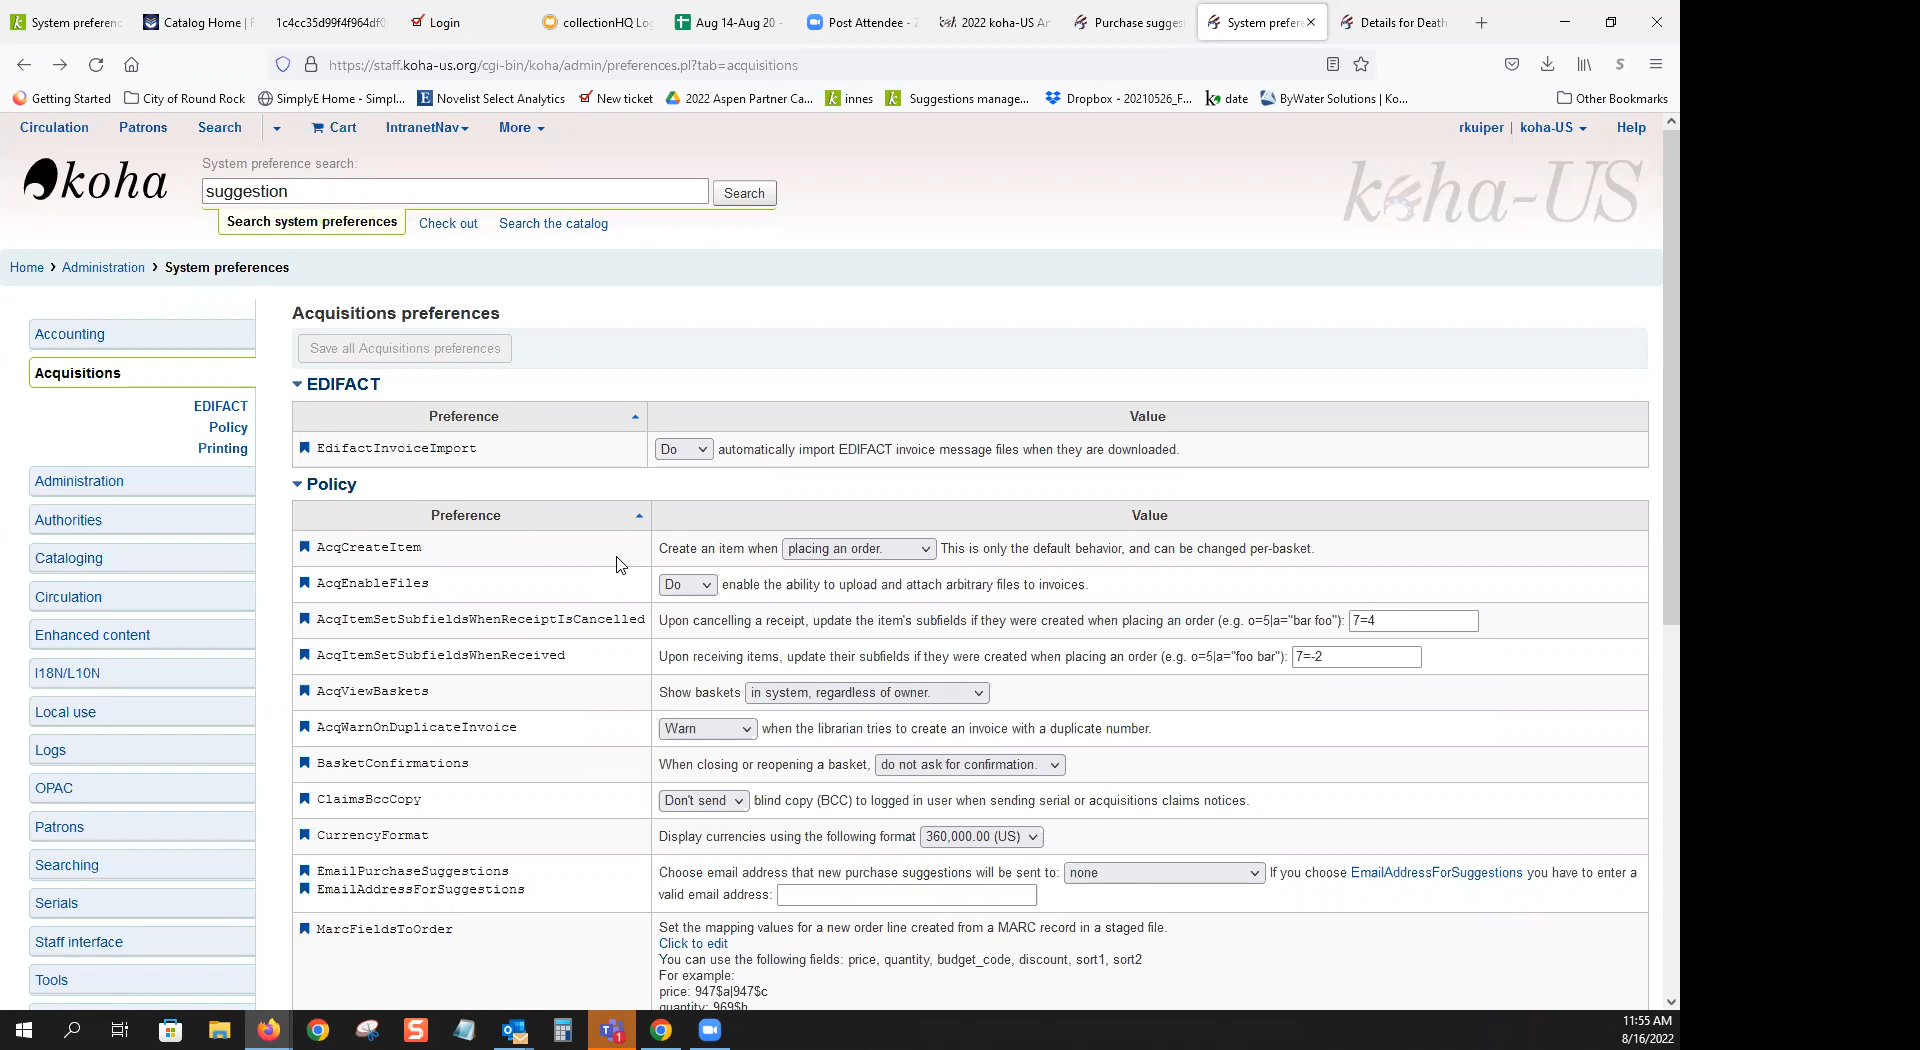 System preferenc
Catalog Home | F
1c4cc35d99f4f964df0
Login
collectionHQ Log
Aug 14-Aug 20 -
Post Attendee - Z
2022 koha-US An
Purchase sugges
System prefere
Details for Death
https://staff.koha-us.org/cgi-bin/koha/admin/preferences.pl?tab=acquisitions
Getting Started
City of Round Rock
SimplyE Home - Simpl...
Novelist Select Analytics
New ticket
2022 Aspen Partner Ca...
innes
Suggestions manage...
Dropbox - 20210526_F...
date
ByWater Solutions | Ko...
Other Bookmarks
Circulation Patrons Search Cart IntranetNav More rkuiper | koha-US Help
koha
System preference search:
suggestion
Search
koha-US
Search system preferences Check out Search the catalog
Home › Administration › System preferences
Accounting
Acquisitions
EDIFACT
Policy
Printing
Administration
Authorities
Cataloging
Circulation
Enhanced content
I18N/L10N
Local use
Logs
OPAC
Patrons
Searching
Serials
Staff interface
Tools
Acquisitions preferences
Save all Acquisitions preferences
EDIFACT
Preference Value
EdifactInvoiceImport Do automatically import EDIFACT invoice message files when they are downloaded.
Policy
Preference Value
AcqCreateItem Create an item when placing an order. This is only the default behavior, and can be changed per-basket.
AcqEnableFiles Do enable the ability to upload and attach arbitrary files to invoices.
AcqItemSetSubfieldsWhenReceiptIsCancelled Upon cancelling a receipt, update the item's subfields if they were created when placing an order (e.g. o=5|a="bar foo"): 7=4
AcqItemSetSubfieldsWhenReceived Upon receiving items, update their subfields if they were created when placing an order (e.g. o=5|a="foo bar"): 7=-2
AcqViewBaskets Show baskets in system, regardless of owner.
AcqWarnOnDuplicateInvoice Warn when the librarian tries to create an invoice with a duplicate number.
BasketConfirmations When closing or reopening a basket, do not ask for confirmation.
ClaimsBccCopy Don't send blind copy (BCC) to logged in user when sending serial or acquisitions claims notices.
CurrencyFormat Display currencies using the following format 360,000.00 (US)
EmailPurchaseSuggestions Choose email address that new purchase suggestions will be sent to: none If you choose EmailAddressForSuggestions you have to enter a
EmailAddressForSuggestions valid email address:
MarcFieldsToOrder Set the mapping values for a new order line created from a MARC record in a staged file.
Click to edit
You can use the following fields: price, quantity, budget_code, discount, sort1, sort2
For example:
price: 947$a|947$c
quantity: 969$h
11:55 AM
8/16/2022